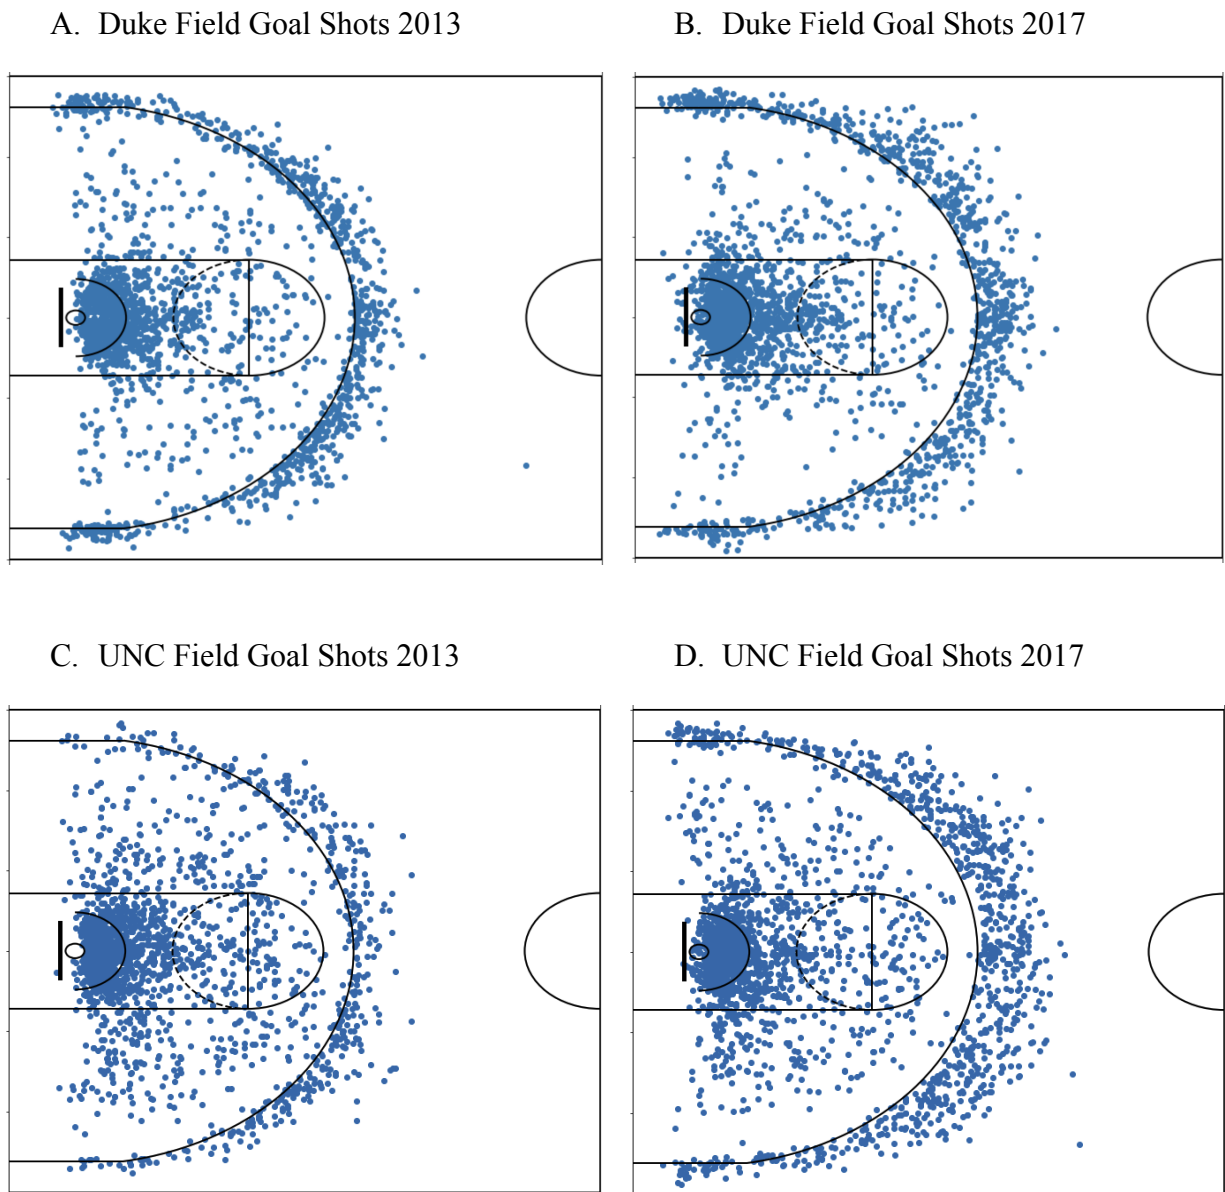 A. Duke Field Goal Shots 2013
B. Duke Field Goal Shots 2017
C. UNC Field Goal Shots 2013
D. UNC Field Goal Shots 2017